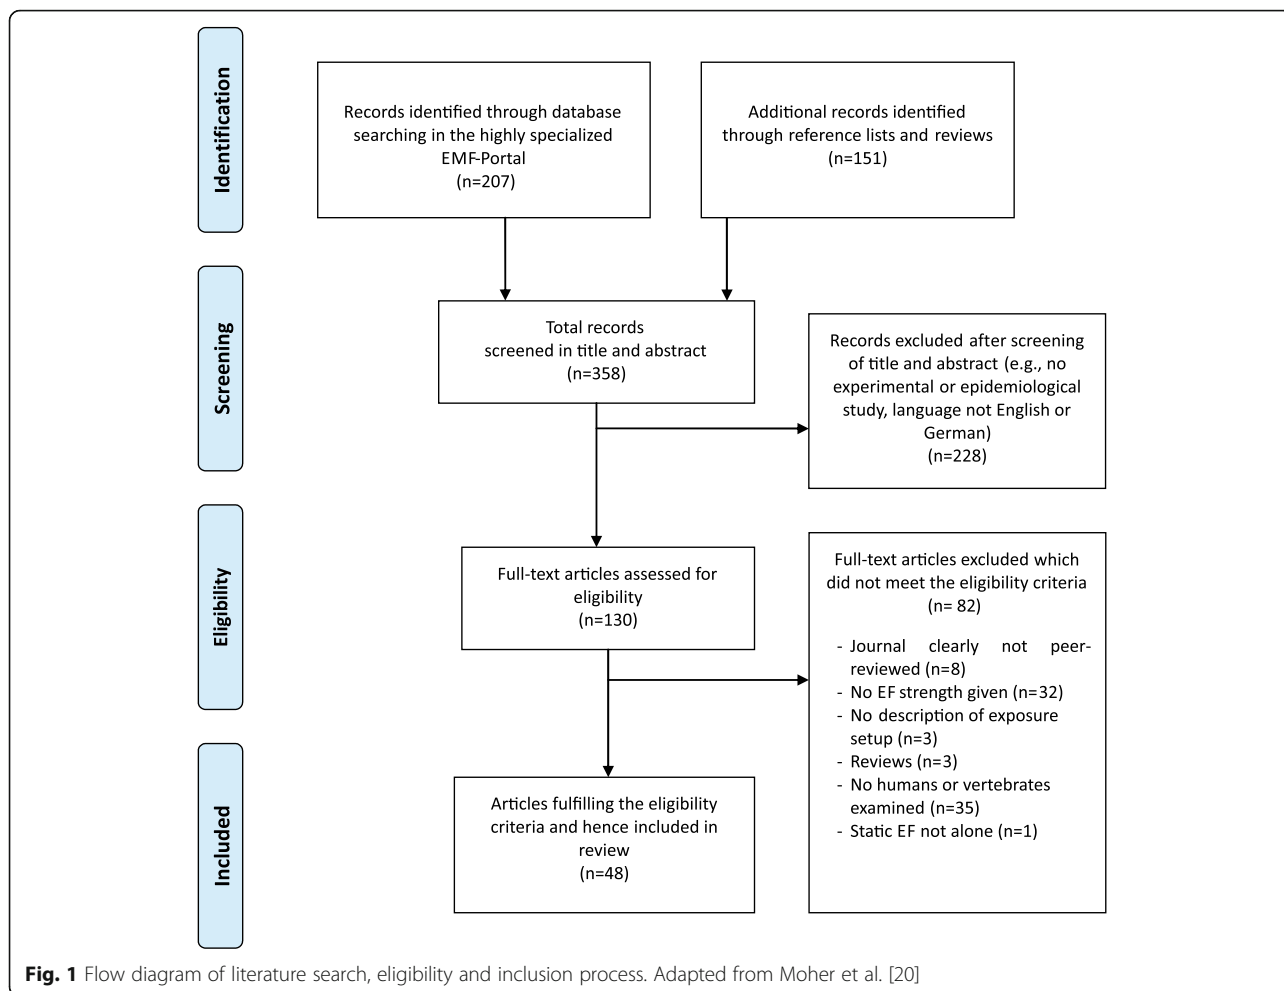 Identification
Records identified through database
searching in the highly specialized
EMF-Portal
(n=207)
Additional records identified
through reference lists and reviews
(n=151)
Screening
Total records
screened in title and abstract
(n=358)
Records excluded after screening
of title and abstract (e.g., no
experimental or epidemiological
study, language not English or
German)
(n=228)
Eligibility
Full-text articles assessed for
eligibility
(n=130)
Full-text articles excluded which
did not meet the eligibility criteria
(n= 82)
- Journal clearly not peer-
reviewed (n=8)
- No EF strength given (n=32)
- No description of exposure
setup (n=3)
- Reviews (n=3)
- No humans or vertebrates
examined (n=35)
- Static EF not alone (n=1)
Included
Articles fulfilling the eligibility
criteria and hence included in
review
(n=48)
Fig. 1 Flow diagram of literature search, eligibility and inclusion process. Adapted from Moher et al. [20]